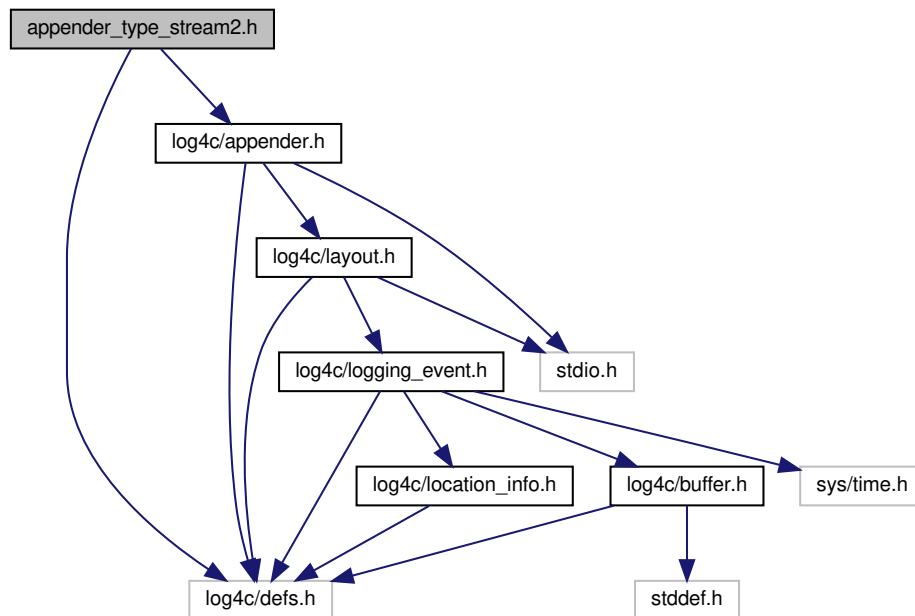 appender_type_stream2.h
log4c/appender.h
log4c/layout.h
log4c/logging_event.h
stdio.h
log4c/location_info.h
log4c/buffer.h
sys/time.h
log4c/defs.h
stddef.h